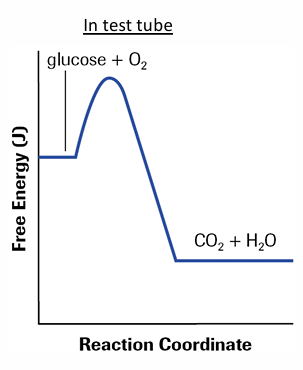 In test tube
glucose + O₂
Free Energy (J)
CO₂ + H₂O
Reaction Coordinate